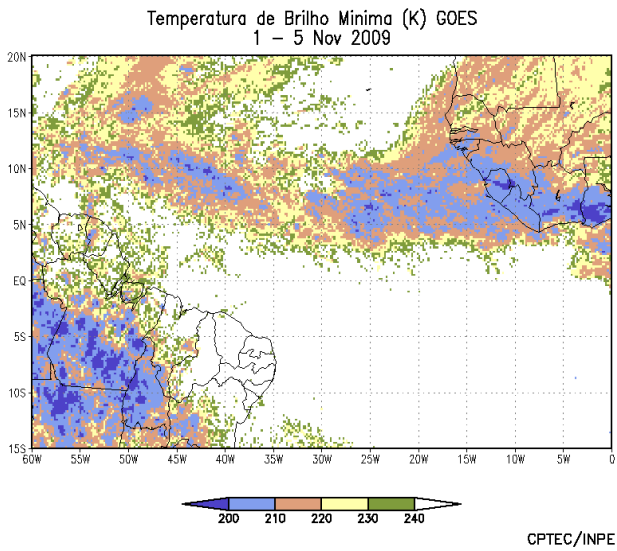 Temperatura de Brilho Minima (K) GOES
1 – 5 Nov 2009
20N
15N
10N
5N
EQ
5S
10S
15S
60W 55W 50W 45W 40W 35W 30W 25W 20W 15W 10W 5W 0
200 210 220 230 240
CPTEC/INPE